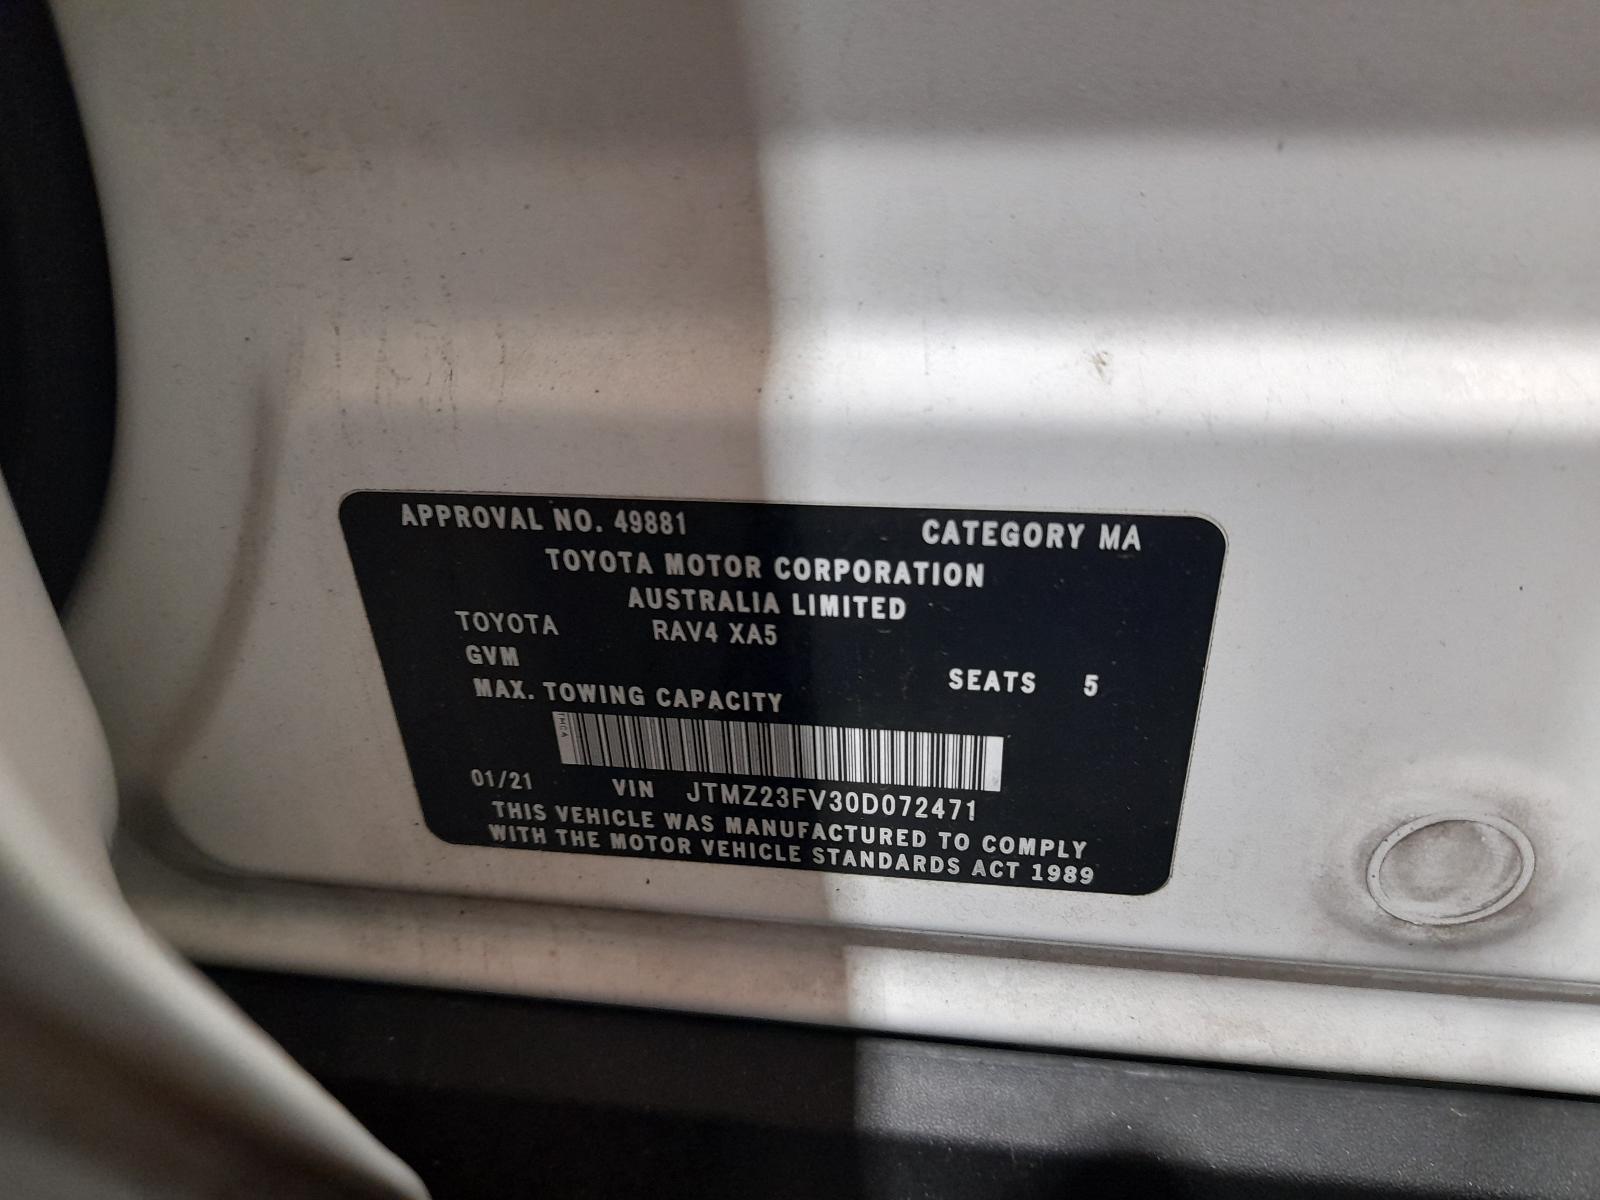 APPROVAL NO. 49881 CATEGORY MA
TOYOTA MOTOR CORPORATION
AUSTRALIA LIMITED
TOYOTA RAV4 XA5
GVM
SEATS 5
MAX. TOWING CAPACITY
TMCA
01/21 VIN JTMZ23FV30D072471
THIS VEHICLE WAS MANUFACTURED TO COMPLY
WITH THE MOTOR VEHICLE STANDARDS ACT 1989